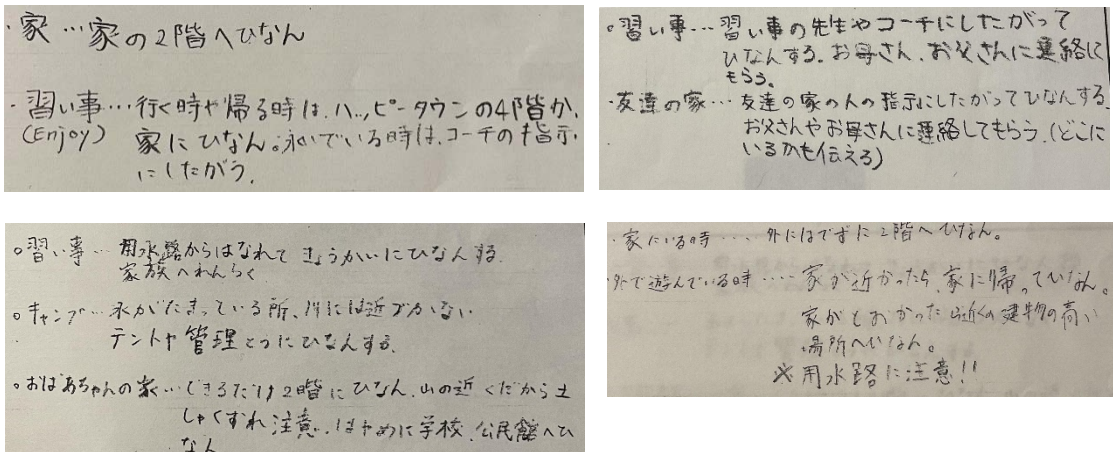 ・家…家の2階へひなん
・習い事…行く時や帰る時は、ハッピータウンの4階か、
(Enjoy) 家にひなん。泳いでいる時は、コーチの指示
にしたがう。
。習い事…習い事の先生やコーチにしたがって
ひなんする。お母さん、お父さんに連絡して
もらう。
・友達の家…友達の家の人の指示にしたがってひなんする
お父さんやお母さんに連絡してもらう。(どこに
いるかも伝えろ)
。習い事…用水路からはなれてきょうかいにひなんする
家族へれんらく
。キャンプ…水がたまっている所、川には近づかない
テントや管理とうにひなんする。
。おばあちゃんの家…できるだけ2階にひなん。山の近くだから土
しゃくずれ注意。はやめに学校、公民館へひ
なん
・家にいる時‥‥外にはでずに2階へひなん。
・外で遊んでいる時‥‥‥家が近かったら、家に帰ってひなん。
家がとおかったら近くの建物の高い
場所へひなん。
※用水路に注意!!